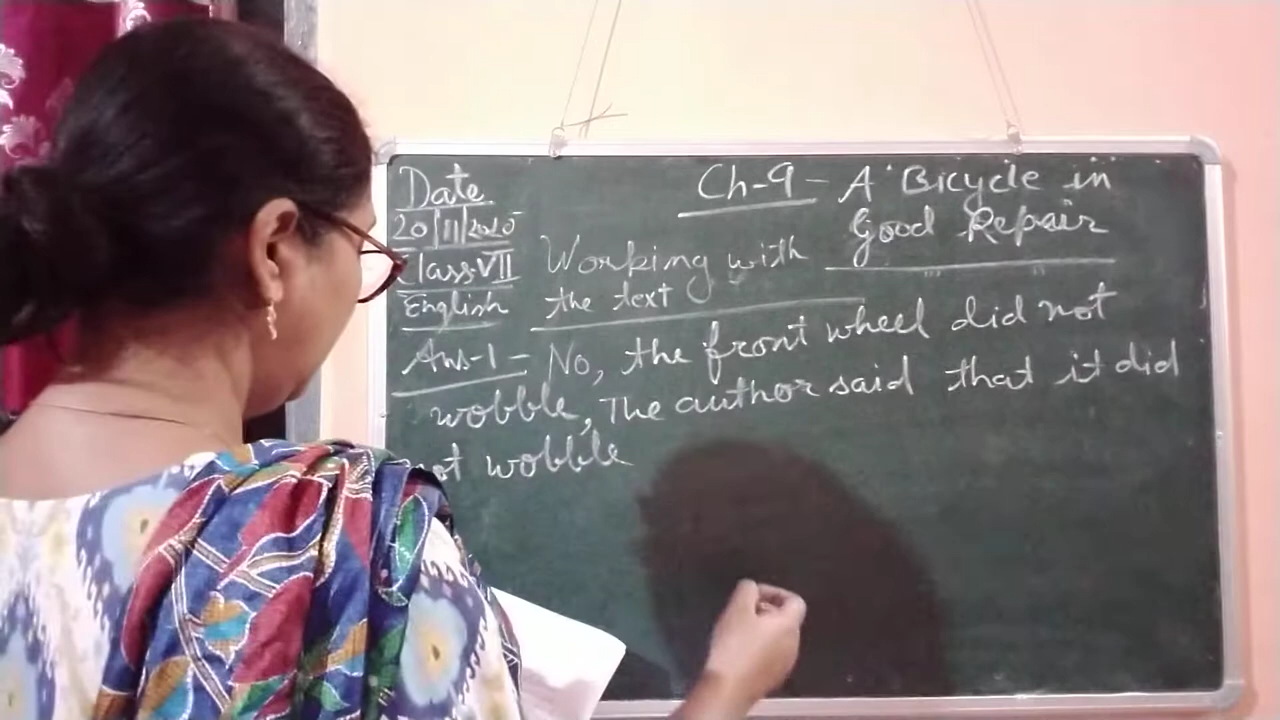 Date
20/11/2020
Class-VII
English
Ch-9 - A Bicycle in
Good Repair
Working with
the text
Ans-1 - No, the front wheel did not
wobble, The author said that it did
not wobble